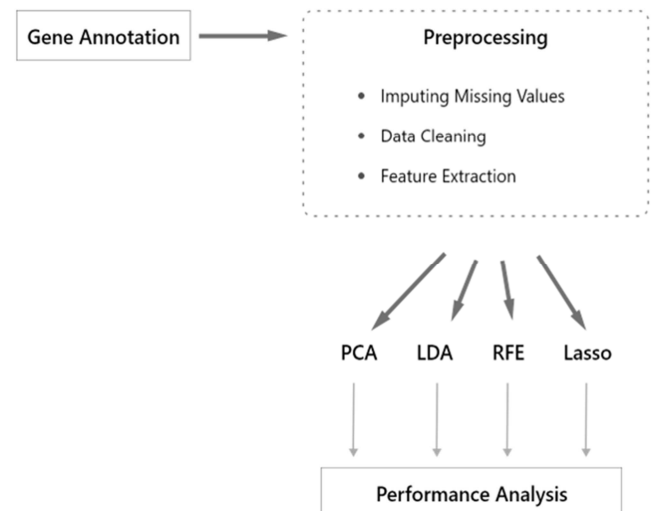 Gene Annotation
Preprocessing
• Imputing Missing Values
• Data Cleaning
• Feature Extraction
PCA LDA RFE Lasso
Performance Analysis